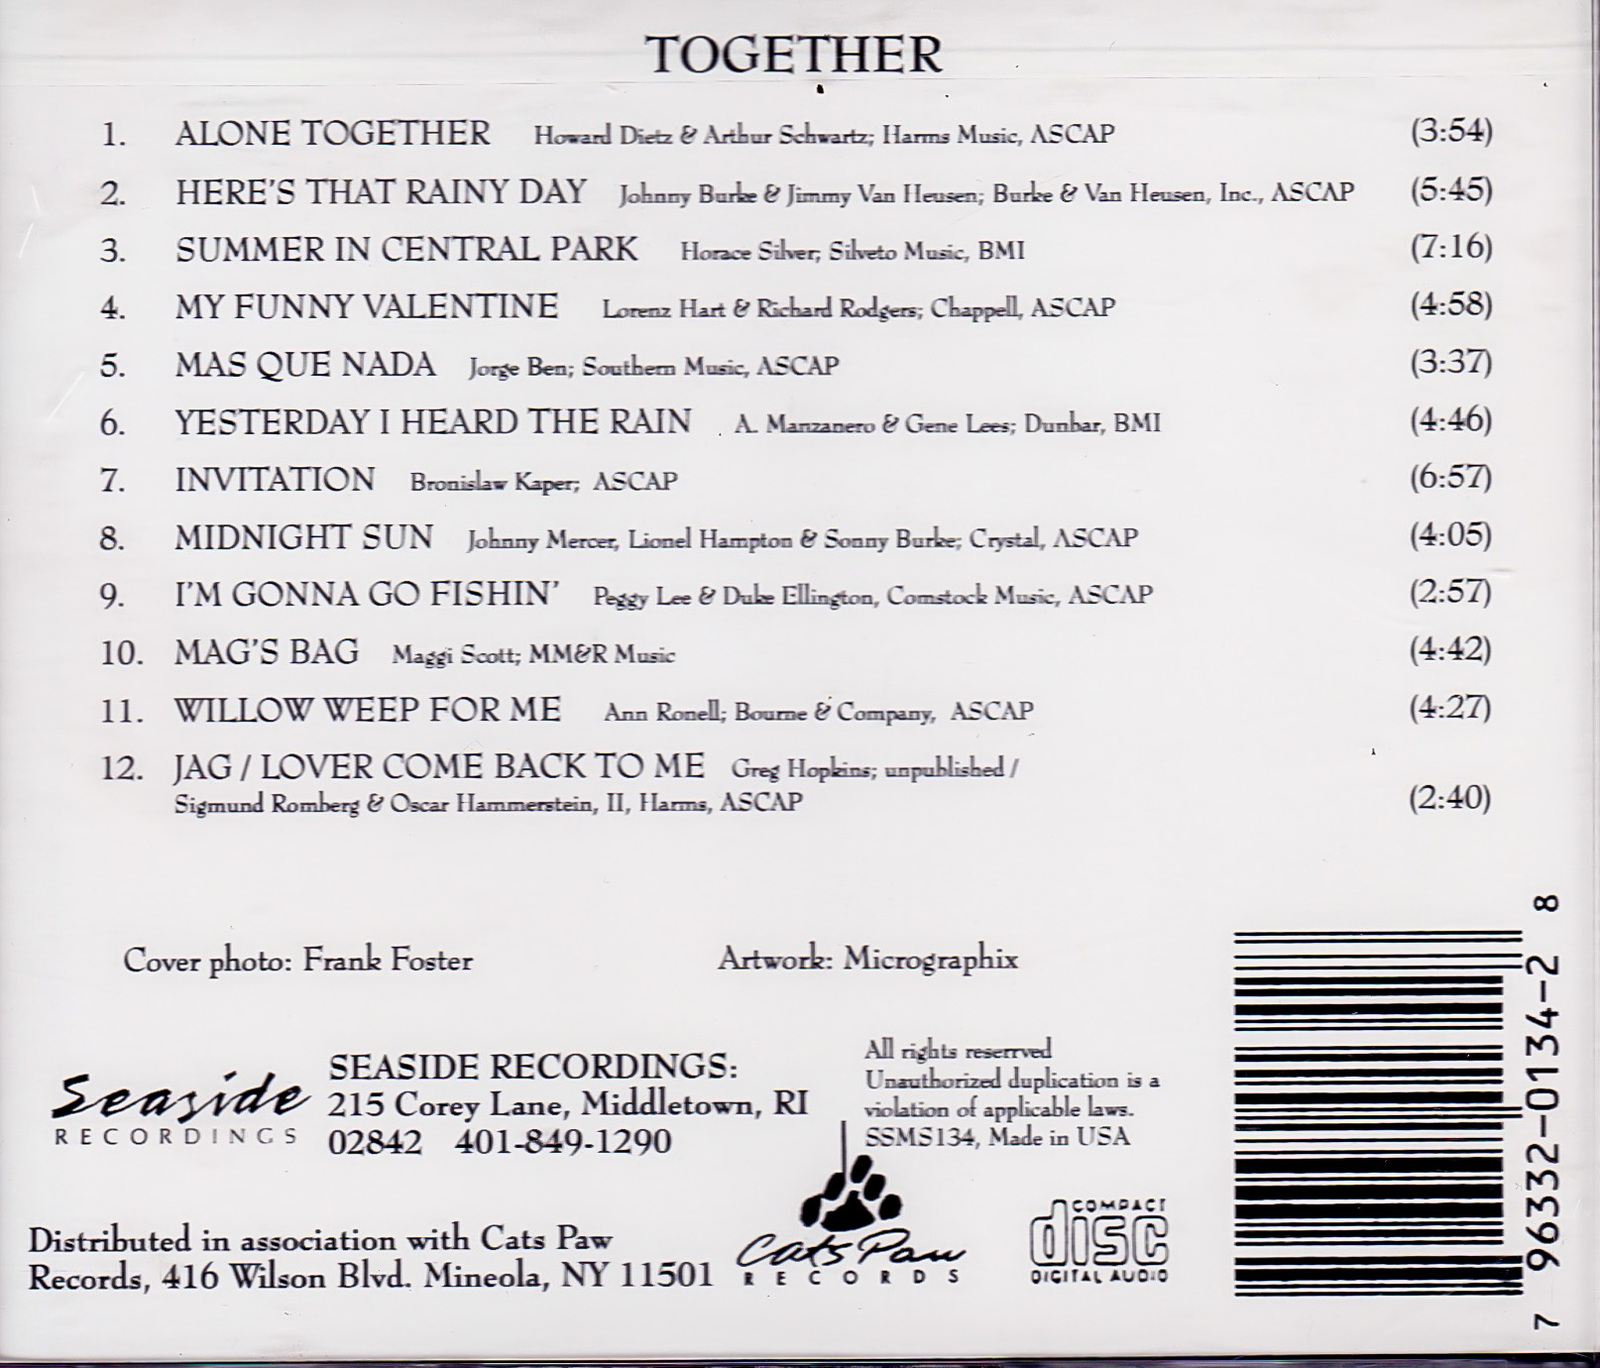 TOGETHER
1. ALONE TOGETHER Howard Dietz & Arthur Schwartz; Harms Music, ASCAP (3:54)
2. HERE'S THAT RAINY DAY Johnny Burke & Jimmy Van Heusen; Burke & Van Heusen, Inc., ASCAP (5:45)
3. SUMMER IN CENTRAL PARK Horace Silver; Silveto Music, BMI (7:16)
4. MY FUNNY VALENTINE Lorenz Hart & Richard Rodgers; Chappell, ASCAP (4:58)
5. MAS QUE NADA Jorge Ben; Southern Music, ASCAP (3:37)
6. YESTERDAY I HEARD THE RAIN A. Manzanero & Gene Lees; Dunbar, BMI (4:46)
7. INVITATION Bronislaw Kaper; ASCAP (6:57)
8. MIDNIGHT SUN Johnny Mercer, Lionel Hampton & Sonny Burke; Crystal, ASCAP (4:05)
9. I'M GONNA GO FISHIN' Peggy Lee & Duke Ellington, Comstock Music, ASCAP (2:57)
10. MAG'S BAG Maggi Scott; MM&R Music (4:42)
11. WILLOW WEEP FOR ME Ann Ronell; Bourne & Company, ASCAP (4:27)
12. JAG / LOVER COME BACK TO ME Greg Hopkins; unpublished /
Sigmund Romberg & Oscar Hammerstein, II, Harms, ASCAP (2:40)
Cover photo: Frank Foster Artwork: Micrographix
Seaside
RECORDINGS
SEASIDE RECORDINGS:
215 Corey Lane, Middletown, RI
02842 401-849-1290
All rights reserrved
Unauthorized duplication is a
violation of applicable laws.
SSMS134, Made in USA
Distributed in association with Cats Paw
Records, 416 Wilson Blvd. Mineola, NY 11501
Cats Paw
RECORDS
COMPACT
disc
DIGITAL AUDIO
7 96332-0134-2 8